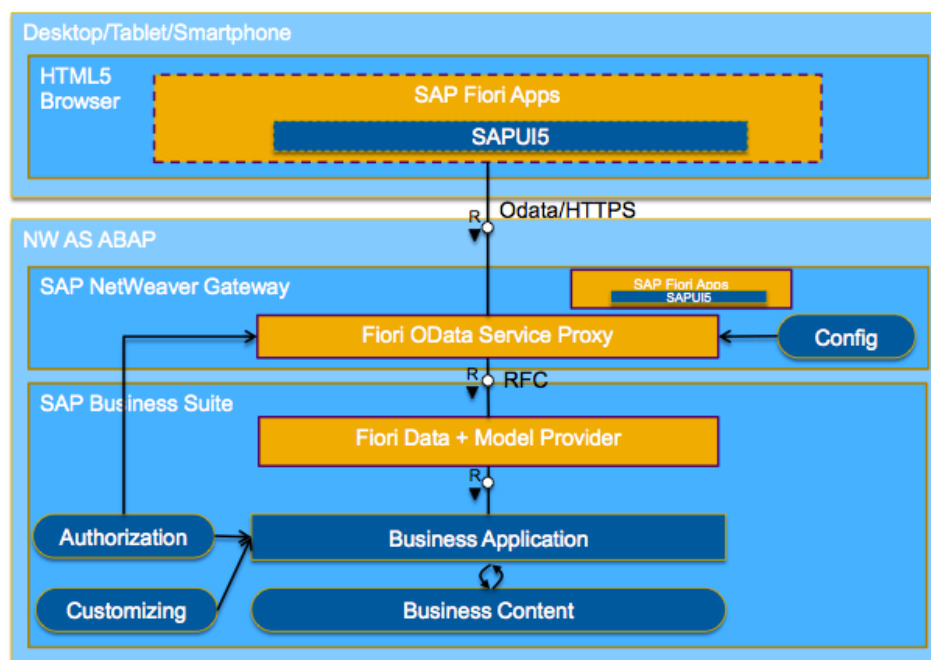 Desktop/Tablet/Smartphone
HTML5
Browser
SAP Fiori Apps
SAPUI5
R
Odata/HTTPS
NW AS ABAP
SAP NetWeaver Gateway
SAP Fiori Apps
SAPUI5
Fiori OData Service Proxy
Config
R
RFC
SAP Business Suite
Fiori Data + Model Provider
R
Authorization
Business Application
Customizing
Business Content